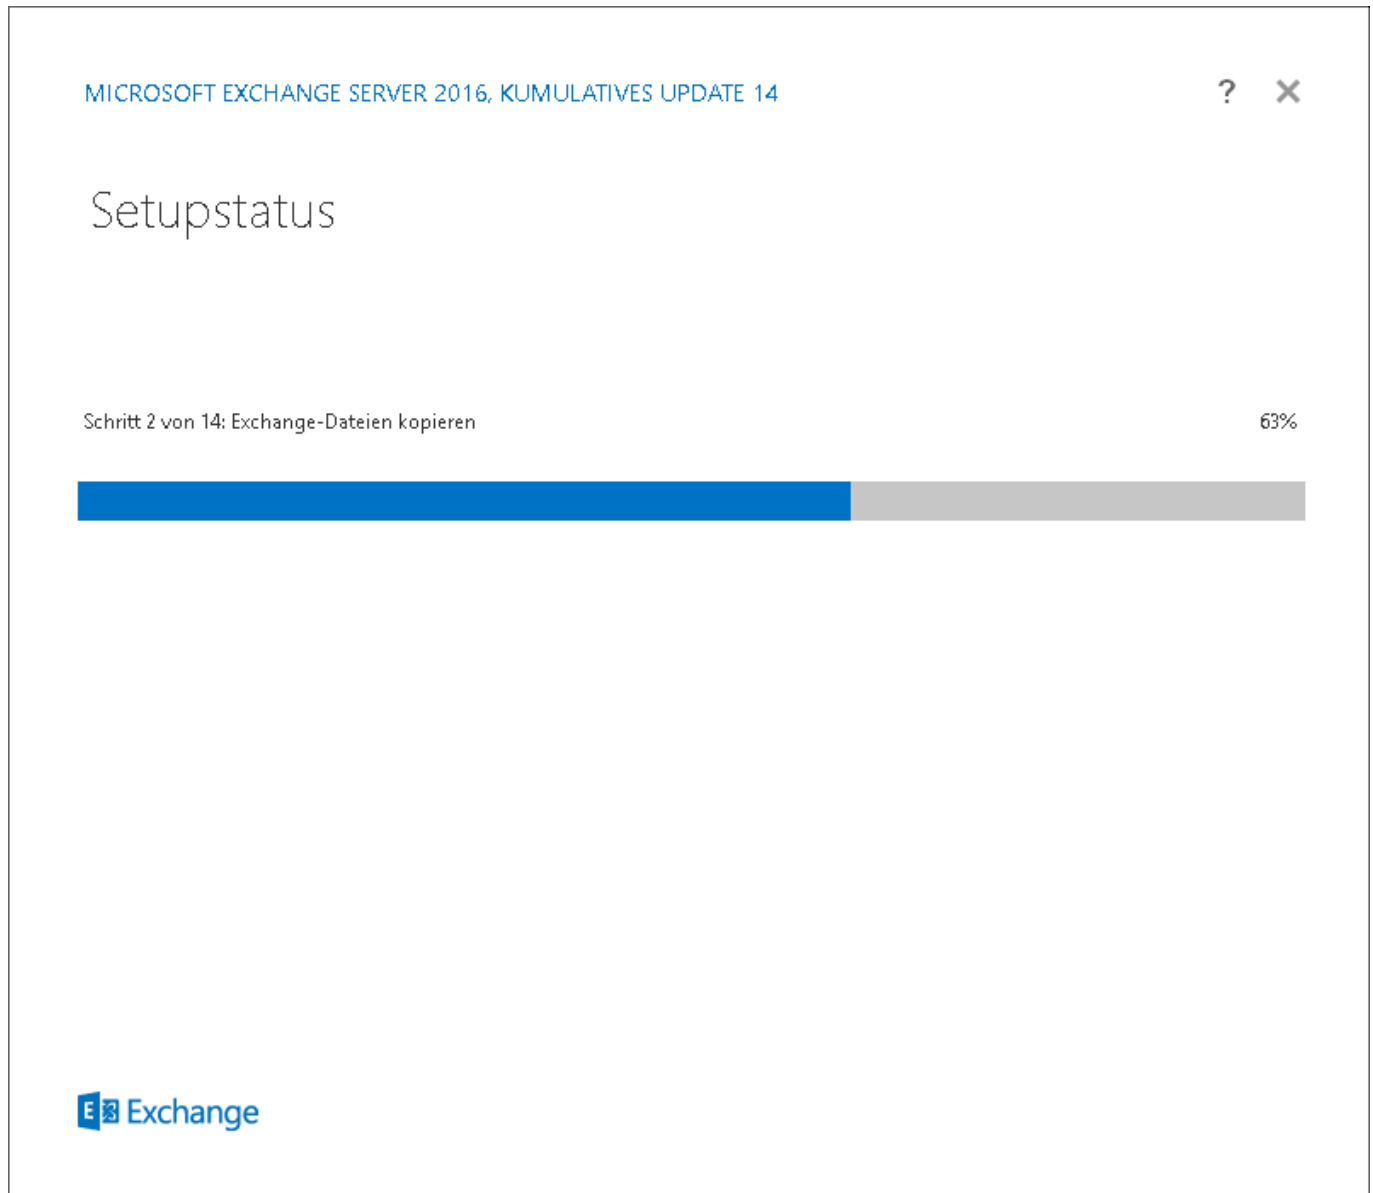 MICROSOFT EXCHANGE SERVER 2016, KUMULATIVES UPDATE 14 ?
Setupstatus
Schritt 2 von 14: Exchange-Dateien kopieren 63%
E Exchange